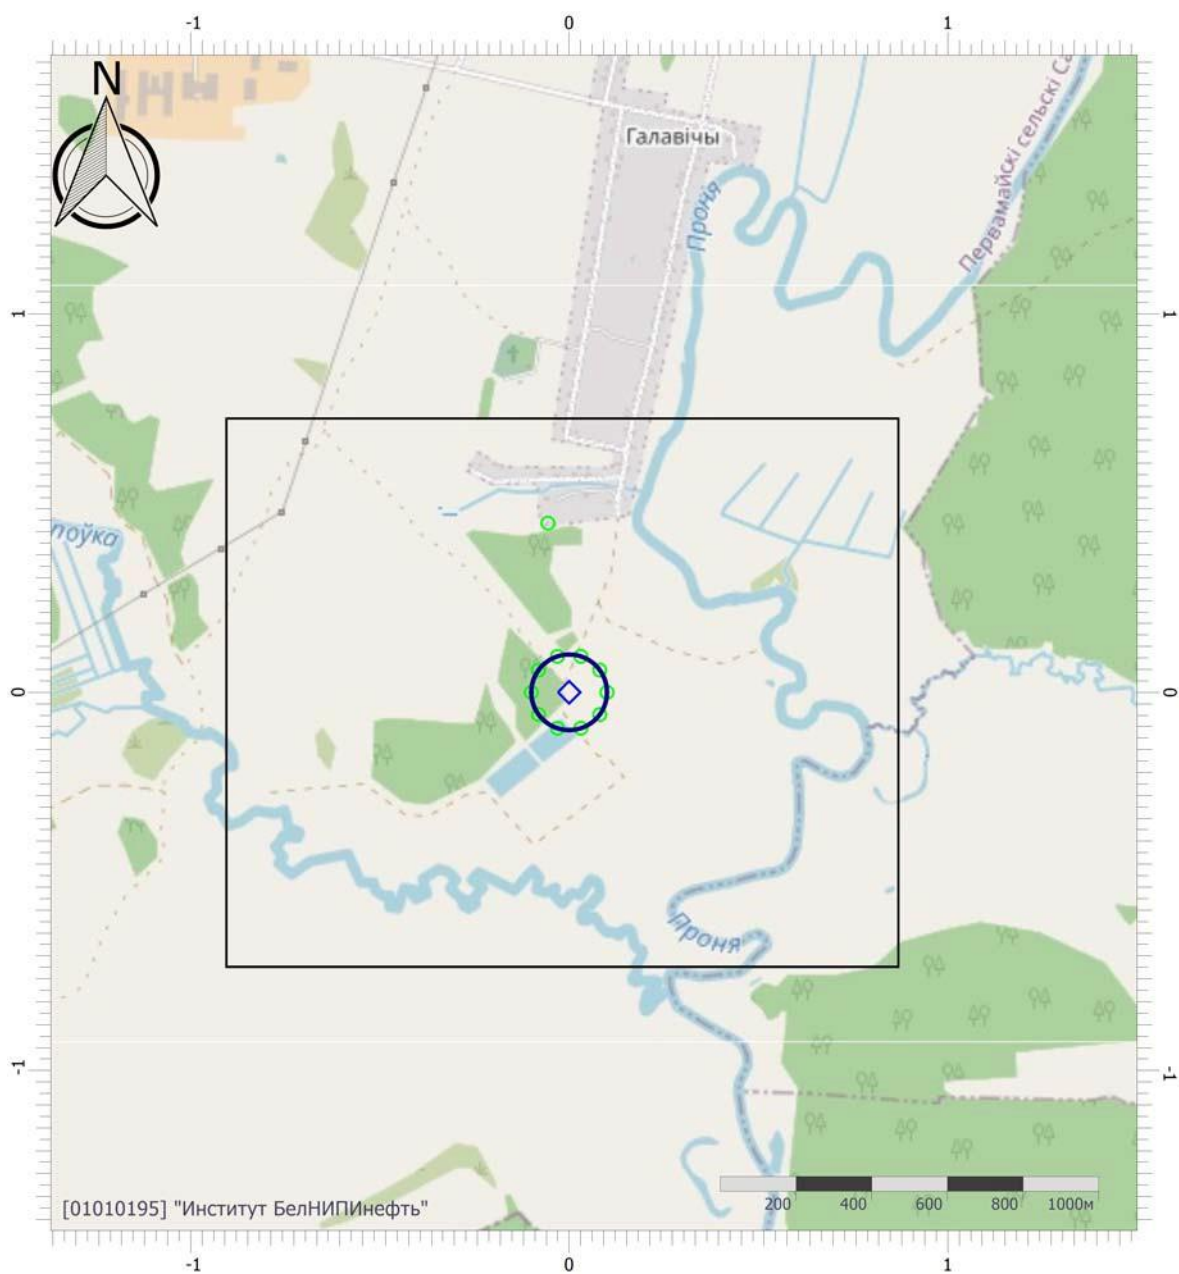 -1 0 1
N
Галавічы
Проня
Первамайскі сельскі Са
1 1
поўка
0 0
Проня
-1 -1
200 400 600 800 1000м
[01010195] "Институт БелНИПИнефть"
-1 0 1